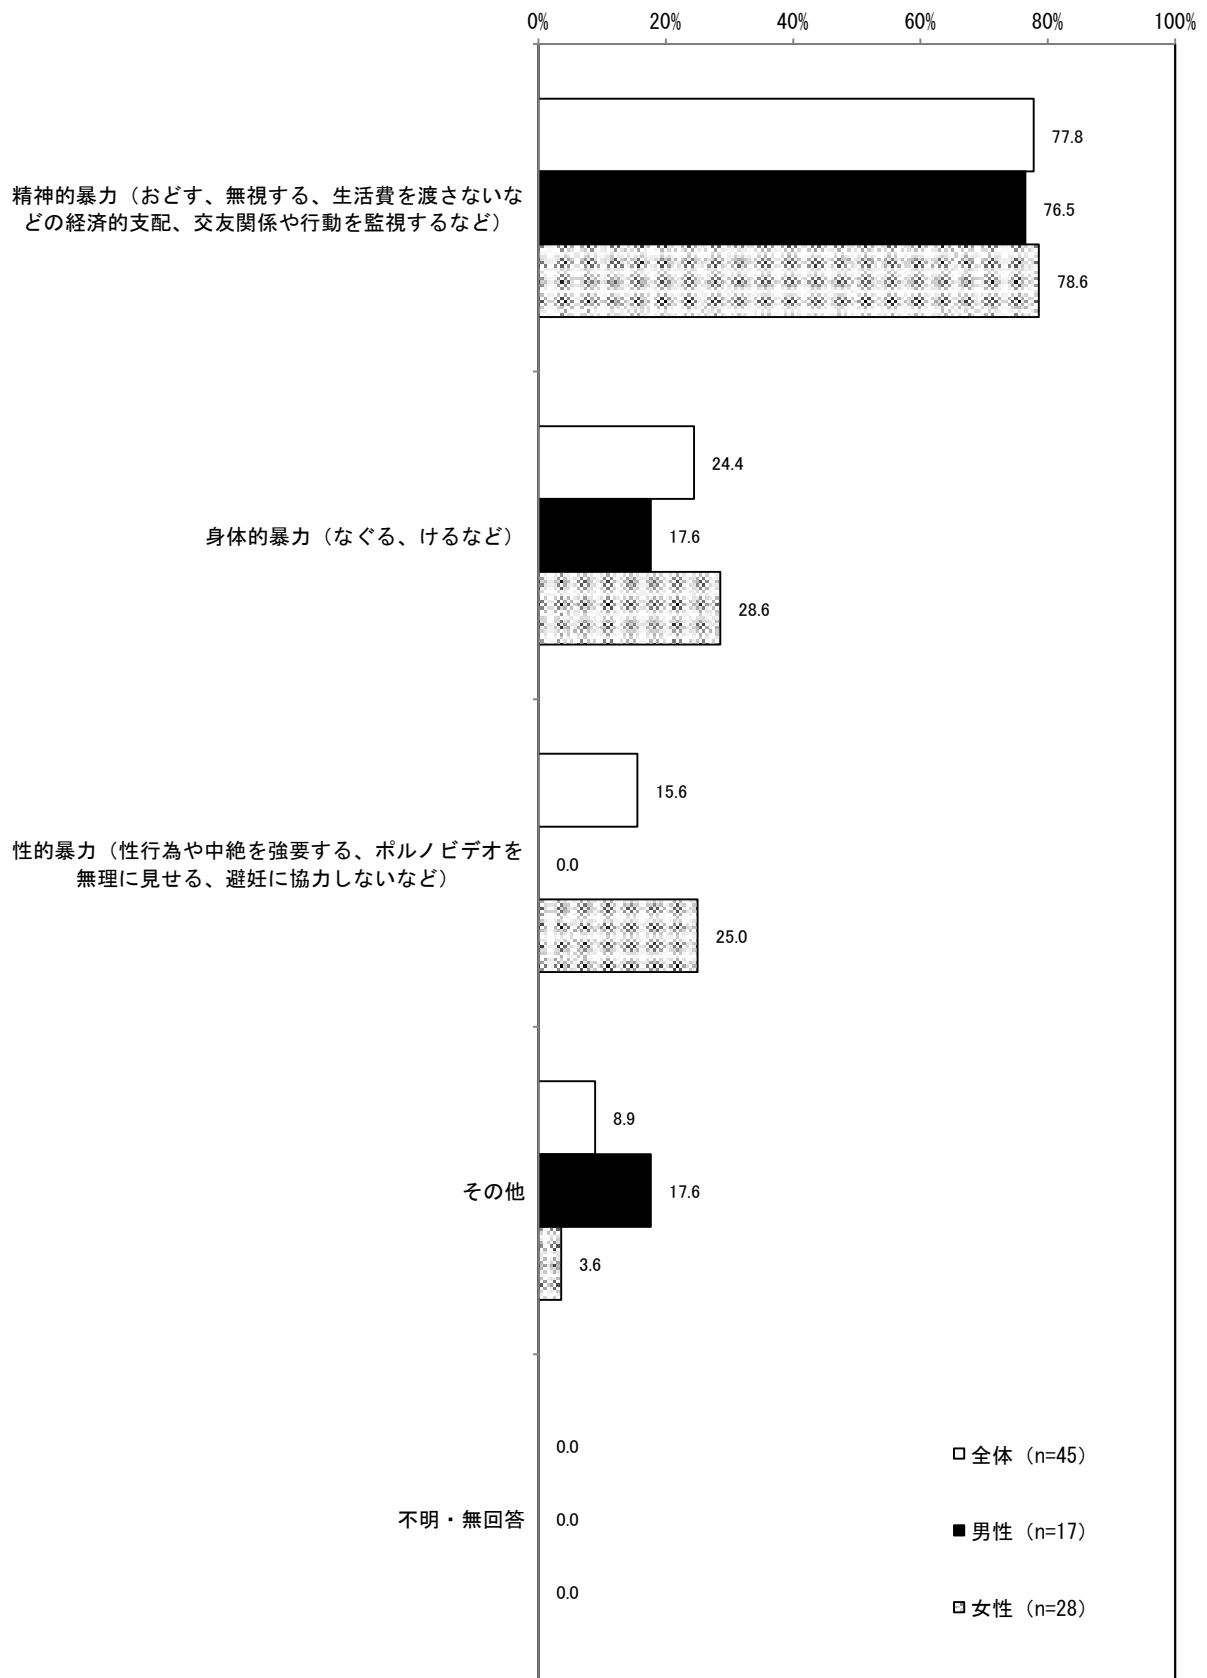 0% 20% 40% 60% 80% 100%
77.8
精神的暴力（おどす、無視する、生活費を渡さないな
どの経済的支配、交友関係や行動を監視するなど）
76.5
78.6
24.4
身体的暴力（なぐる、けるなど）
17.6
28.6
15.6
性的暴力（性行為や中絶を強要する、ポルノビデオを
無理に見せる、避妊に協力しないなど）
0.0
25.0
8.9
その他
17.6
3.6
0.0
不明・無回答
0.0
0.0
全体（n=45）
男性（n=17）
女性（n=28）